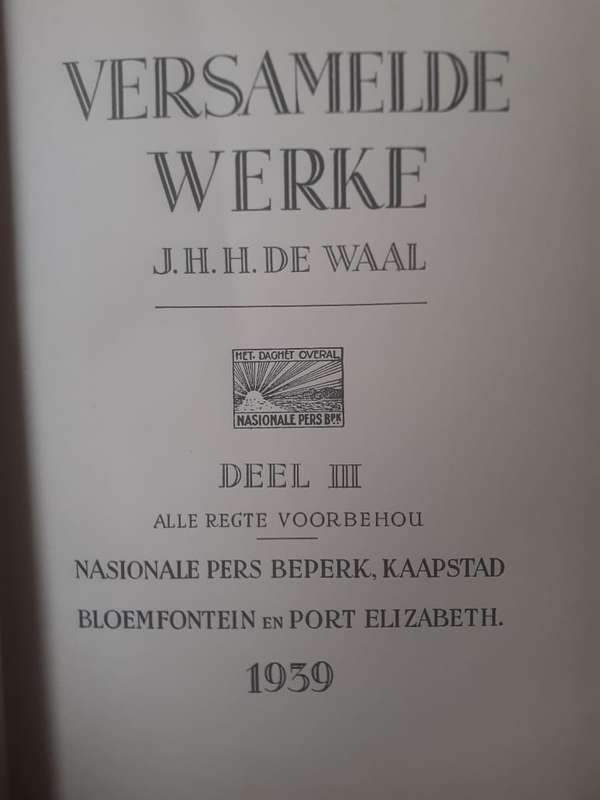 VERSAMELDE
WERKE
J. H. H. DE WAAL
HET DAGHET OVERAL
NASIONALE PERS BPK
DEEL III
ALLE REGTE VOORBEHOU
NASIONALE PERS BEPERK, KAAPSTAD
BLOEMFONTEIN EN PORT ELIZABETH.
1939